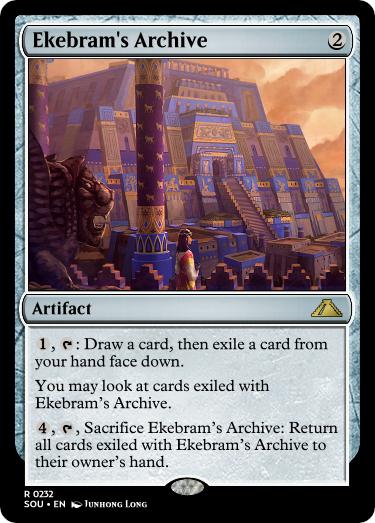 Ekebram's Archive 2
Artifact
1, T: Draw a card, then exile a card from
your hand face down.
You may look at cards exiled with
Ekebram's Archive.
4, T, Sacrifice Ekebram's Archive: Return
all cards exiled with Ekebram's Archive to
their owner's hand.
R 0232
SOU • EN Junhong Long